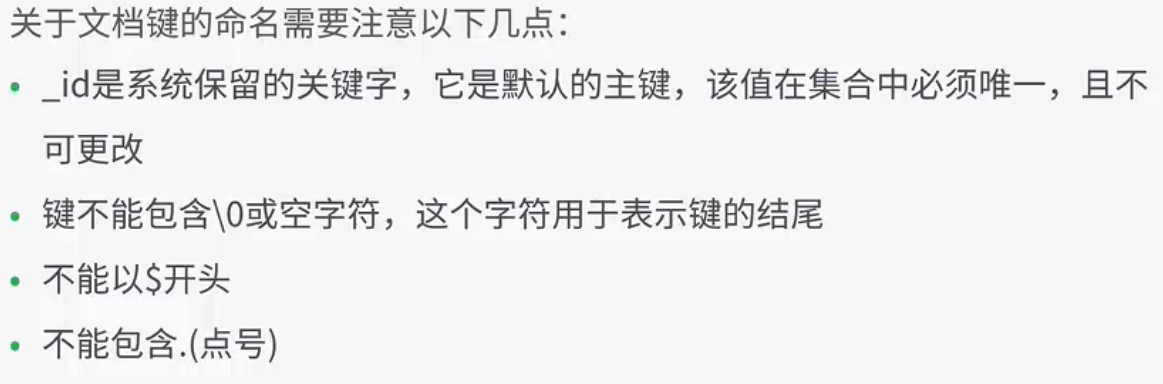 关于文档键的命名需要注意以下几点：
• _id是系统保留的关键字，它是默认的主键，该值在集合中必须唯一，且不
可更改
• 键不能包含\0或空字符，这个字符用于表示键的结尾
• 不能以$开头
• 不能包含.(点号)